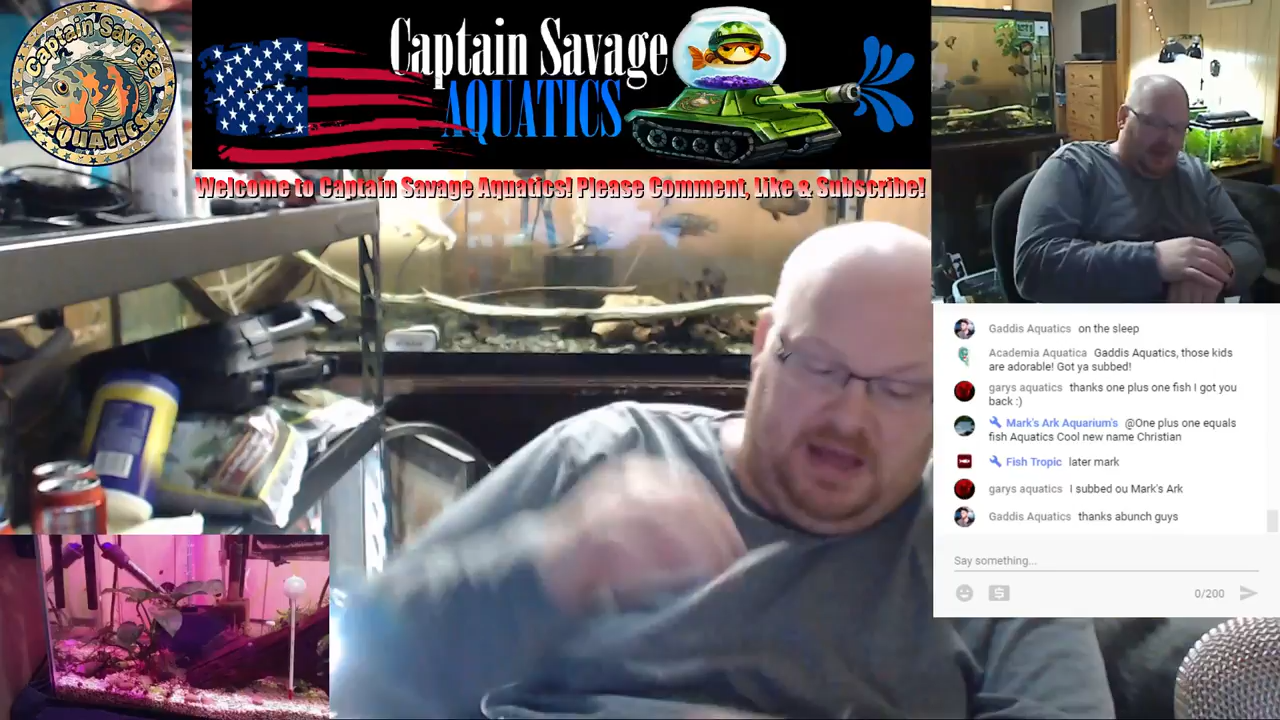 Captain Savage
AQUATICS
Captain Savage
AQUATICS
Welcome to Captain Savage Aquatics! Please Comment, Like & Subscribe!
Gaddis Aquatics on the sleep
Academia Aquatica Gaddis Aquatics, those kids
are adorable! Got ya subbed!
garys aquatics thanks one plus one fish I got you
back :)
Mark's Ark Aquarium's @One plus one equals
fish Aquatics Cool new name Christian
Fish Tropic later mark
garys aquatics I subbed ou Mark's Ark
Gaddis Aquatics thanks abunch guys
Say something...
0/200